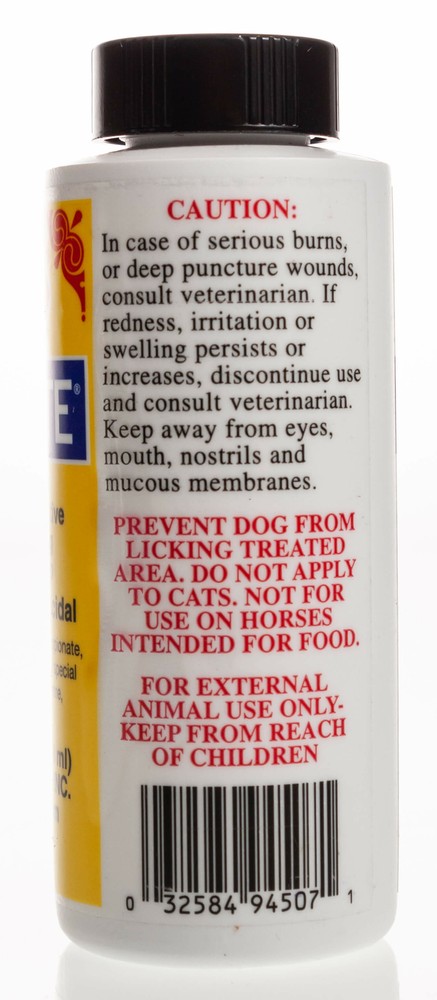 CAUTION:
In case of serious burns,
or deep puncture wounds,
consult veterinarian. If
redness, irritation or
swelling persists or
increases, discontinue use
and consult veterinarian.
Keep away from eyes,
mouth, nostrils and
mucous membranes.
PREVENT DOG FROM
LICKING TREATED
AREA. DO NOT APPLY
TO CATS. NOT FOR
USE ON HORSES
INTENDED FOR FOOD.
FOR EXTERNAL
ANIMAL USE ONLY-
KEEP FROM REACH
OF CHILDREN
0 32584 94507 1
E®
ml)